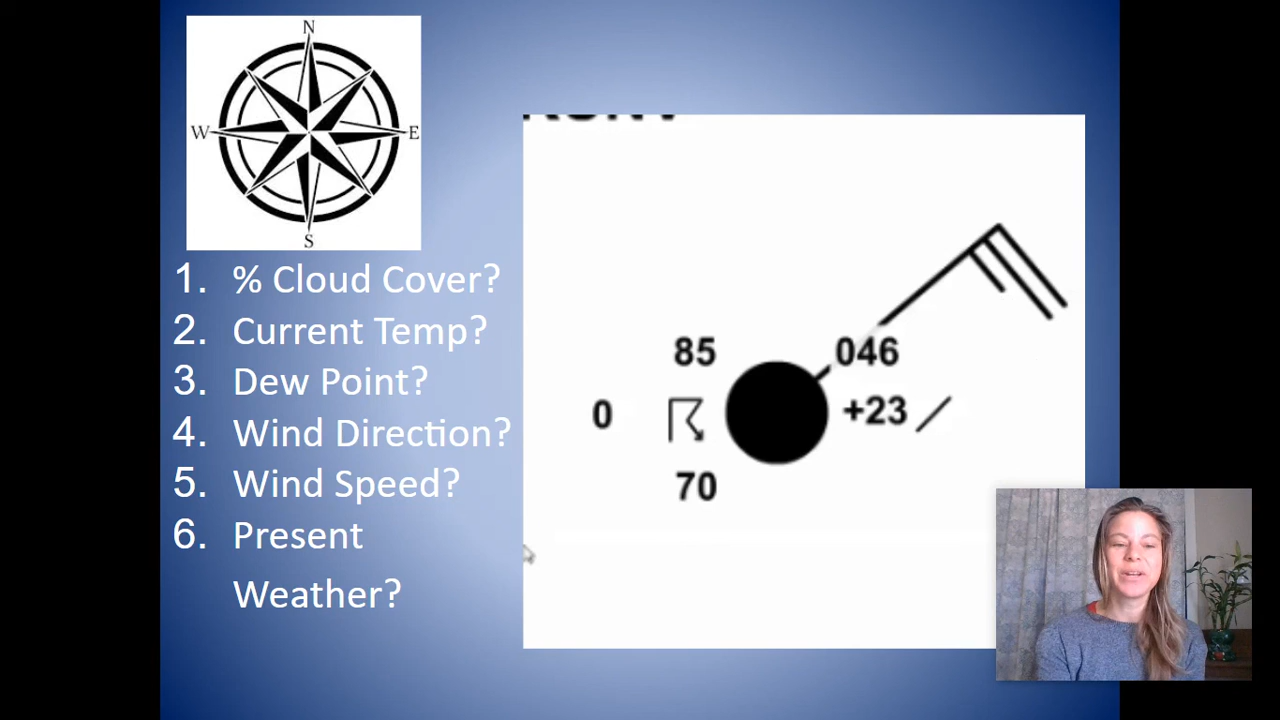 N
W E
S
1. % Cloud Cover?
2. Current Temp?
3. Dew Point?
4. Wind Direction?
5. Wind Speed?
6. Present
Weather?
85 046
0 +23
70